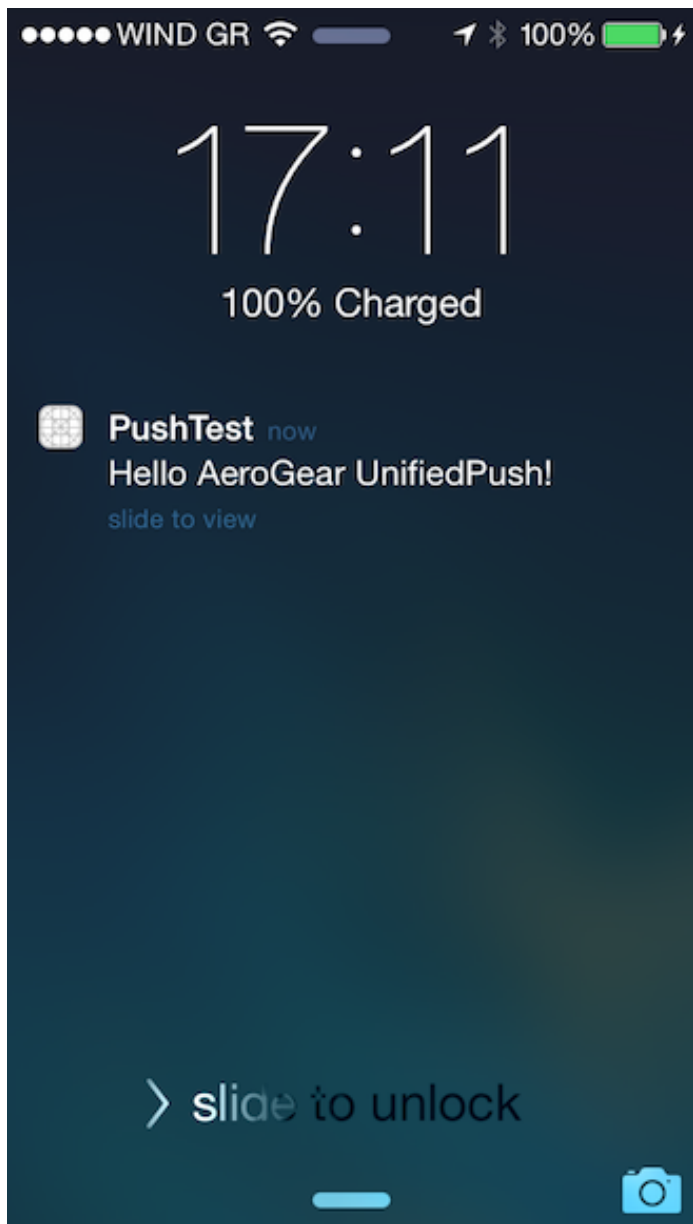 WIND GR 100%
17:11
100% Charged
PushTest now
Hello AeroGear UnifiedPush!
slide to view
slide to unlock